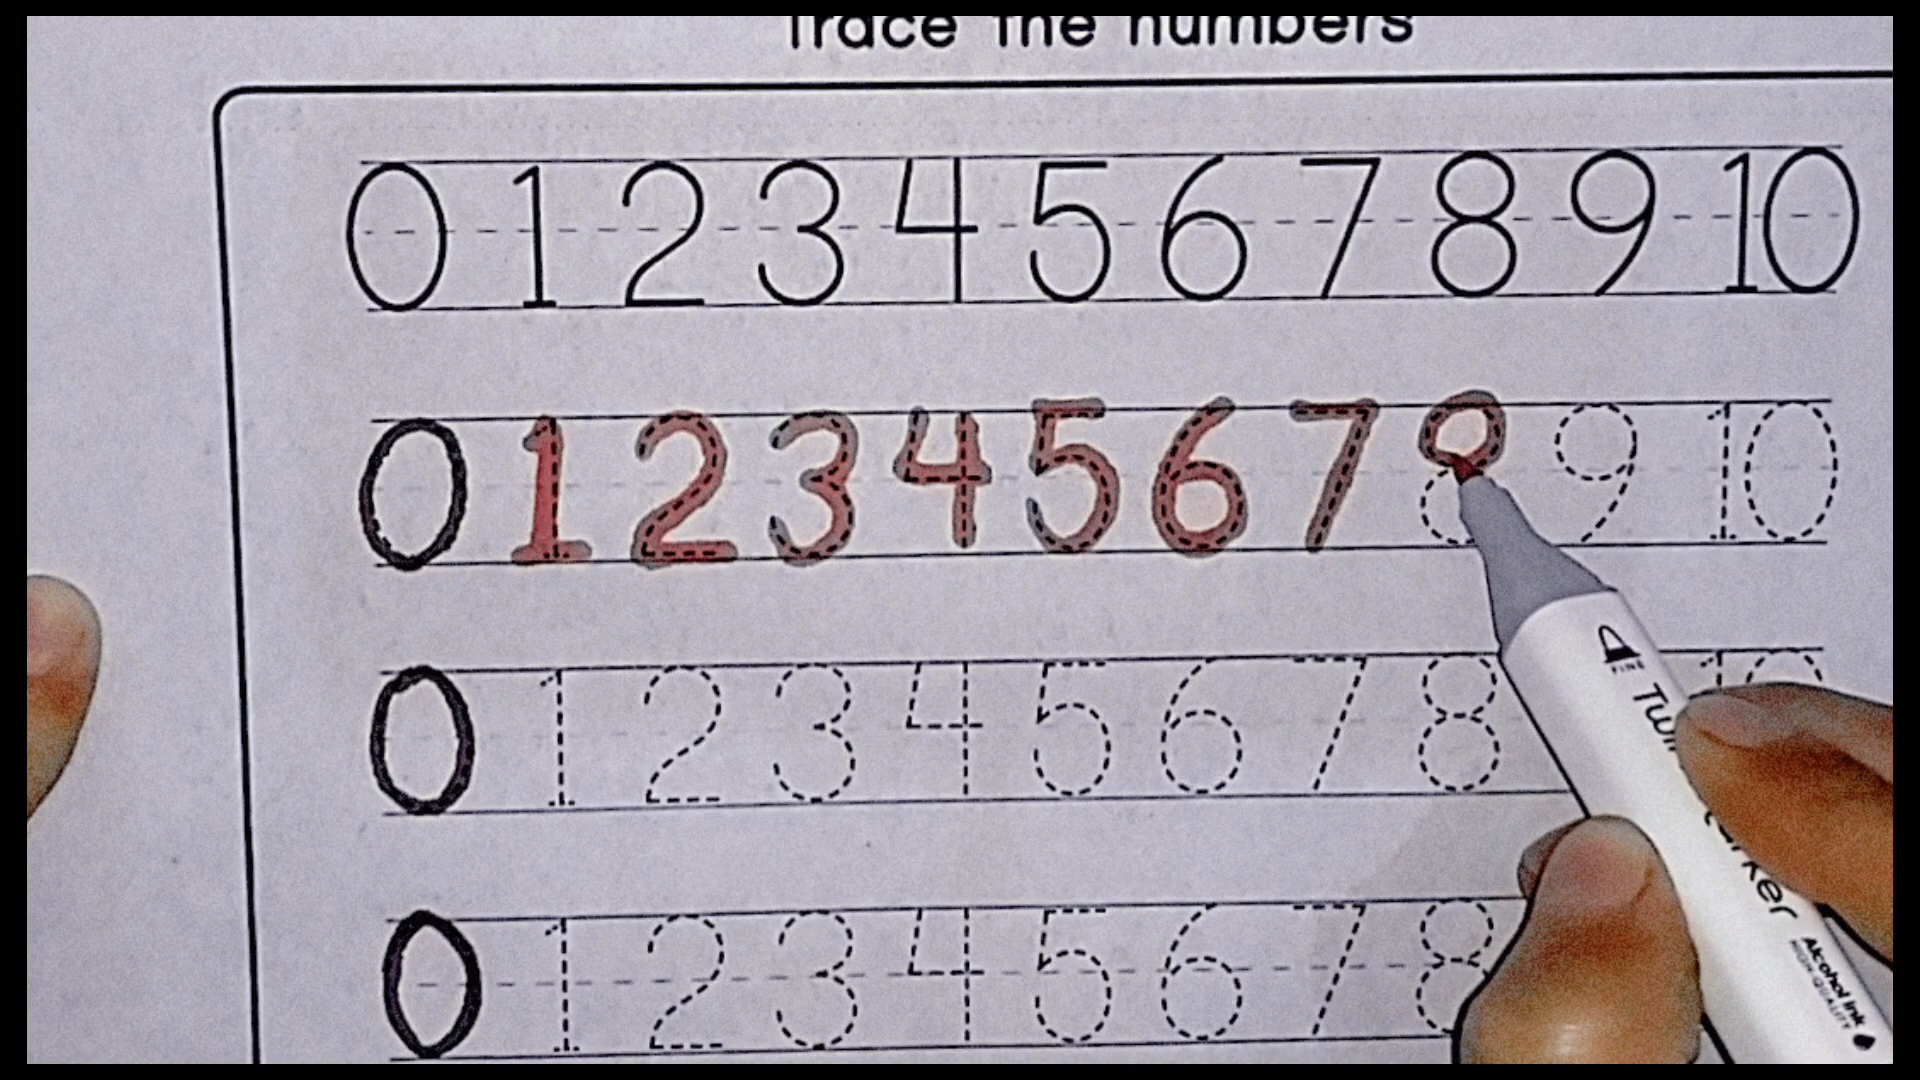 Trace the numbers
0 1 2 3 4 5 6 7 8 9 10
0 1 2 3 4 5 6 7 8 9 10
0 1 2 3 4 5 6 7 8 10
0 1 2 3 4 5 6 7 8
FINE
Alcohol Ink